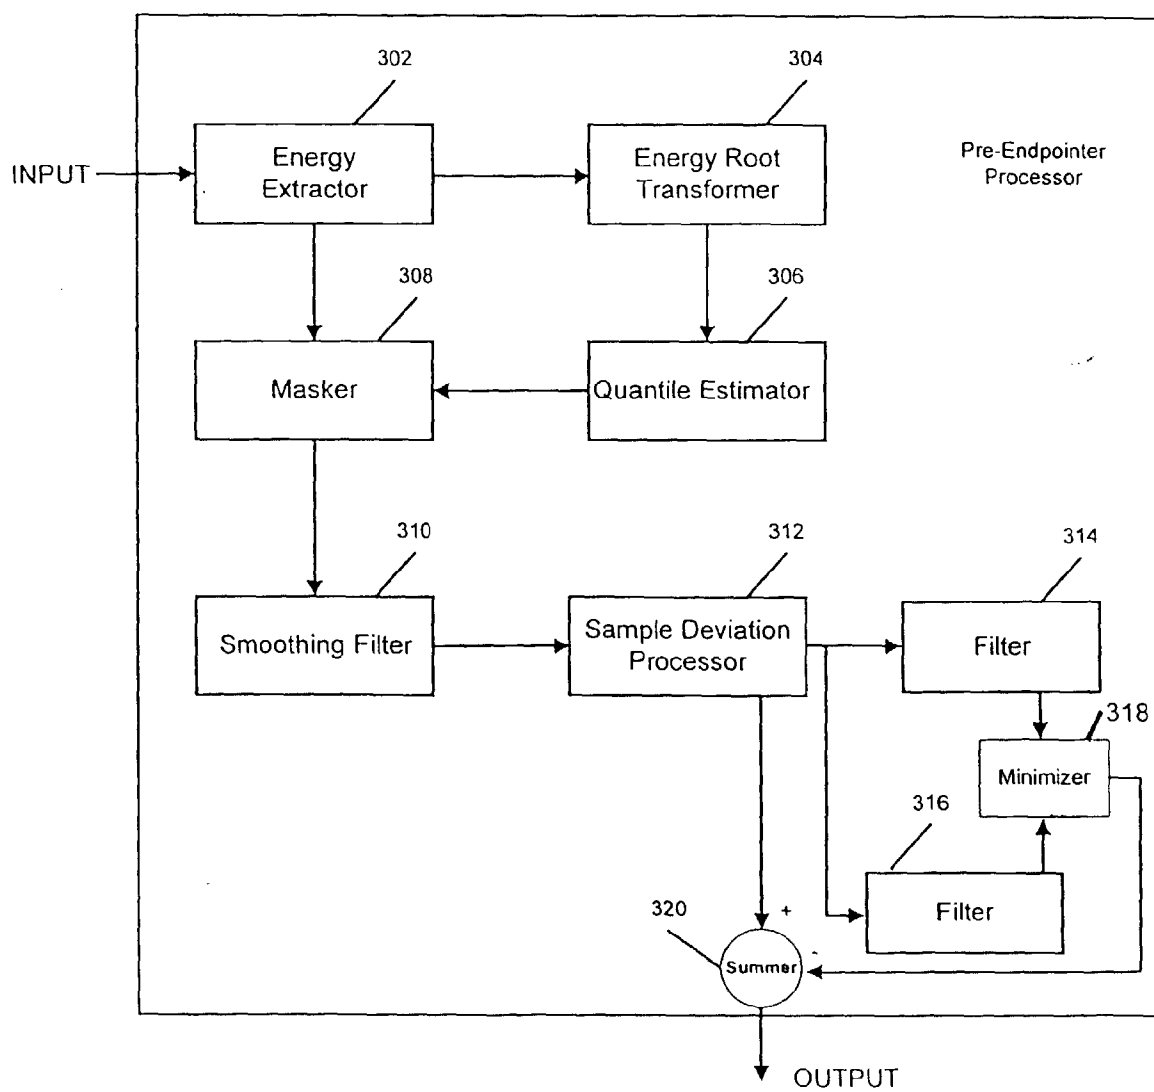 302
304
INPUT
Energy
Extractor
Energy Root
Transformer
Pre-Endpointer
Processor
308
306
Masker
Quantile Estimator
310
312
314
Smoothing Filter
Sample Deviation
Processor
Filter
318
Minimizer
316
Filter
320
+
-
Summer
OUTPUT